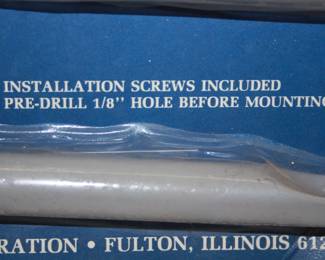 INSTALLATION SCREWS INCLUDED
PRE-DRILL 1/8" HOLE BEFORE MOUNTING
RATION • FULTON, ILLINOIS 612